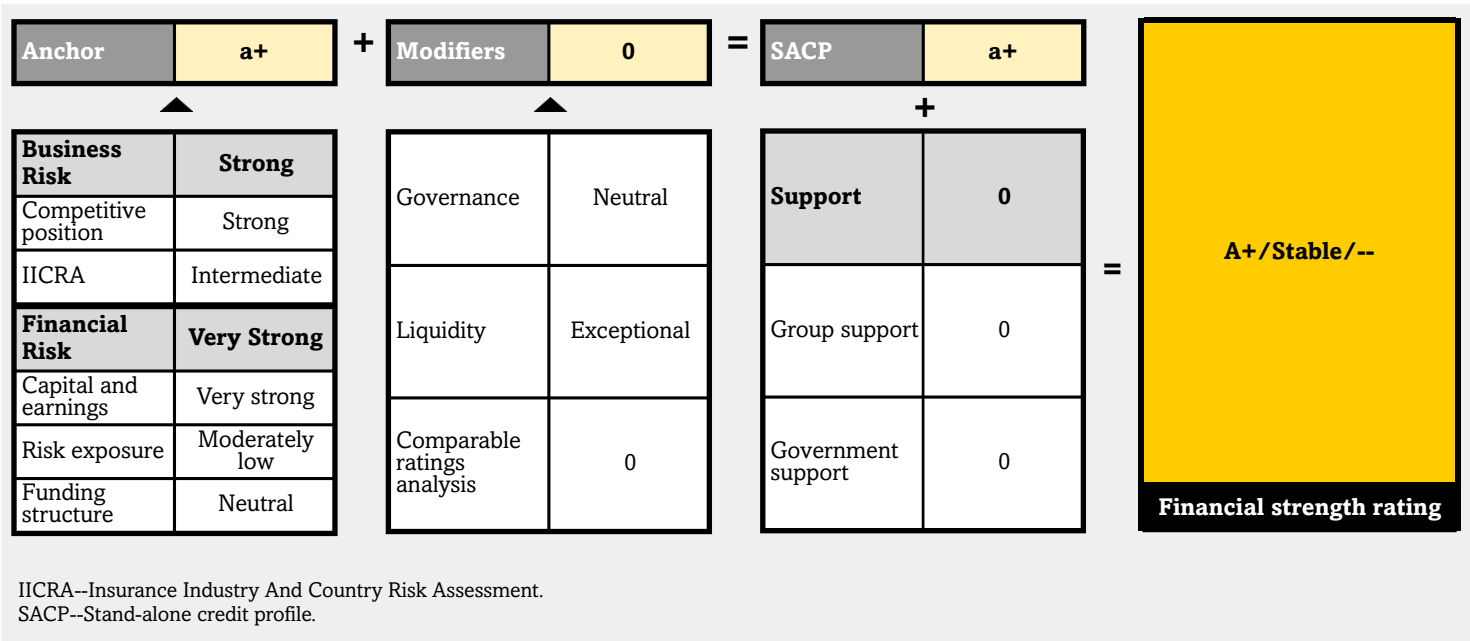 Anchor a+ + Modifiers 0 = SACP a+
+
Business
Risk
Strong
Competitive
position
Strong
IICRA
Intermediate
Financial
Risk
Very Strong
Capital and
earnings
Very strong
Risk exposure
Moderately
low
Funding
structure
Neutral
Governance
Neutral
Liquidity
Exceptional
Comparable
ratings
analysis
0
Support
0
Group support
0
Government
support
0
=
A+/Stable/--
Financial strength rating
IICRA--Insurance Industry And Country Risk Assessment.
SACP--Stand-alone credit profile.